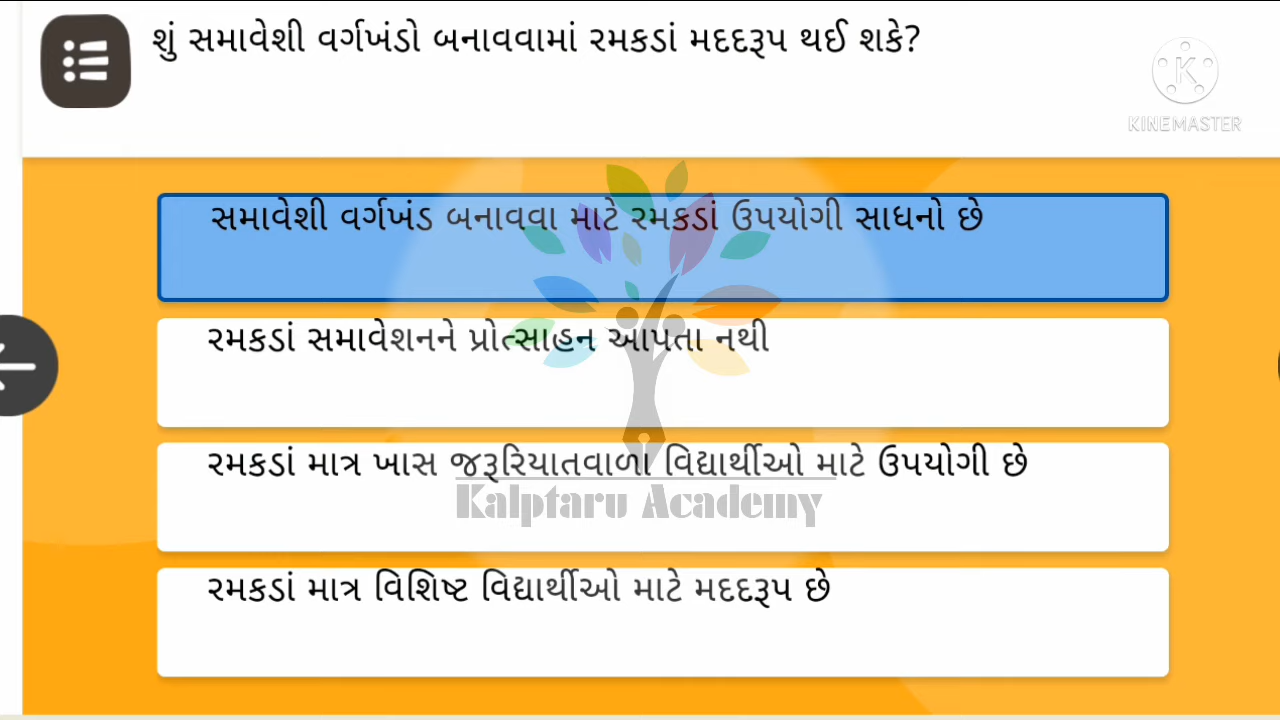 શું સમાવેશી વર્ગખંડો બનાવવામાં રમકડાં મદદરૂપ થઈ શકે?
K
KINEMASTER
સમાવેશી વર્ગખંડ બનાવવા માટે રમકડાં ઉપયોગી સાધનો છે
રમકડાં સમાવેશનને પ્રોત્સાહન આપતા નથી
રમકડાં માત્ર ખાસ જરૂરિયાતવાળા વિદ્યાર્થીઓ માટે ઉપયોગી છે
Kalptaru Academy
રમકડાં માત્ર વિશિષ્ટ વિદ્યાર્થીઓ માટે મદદરૂપ છે